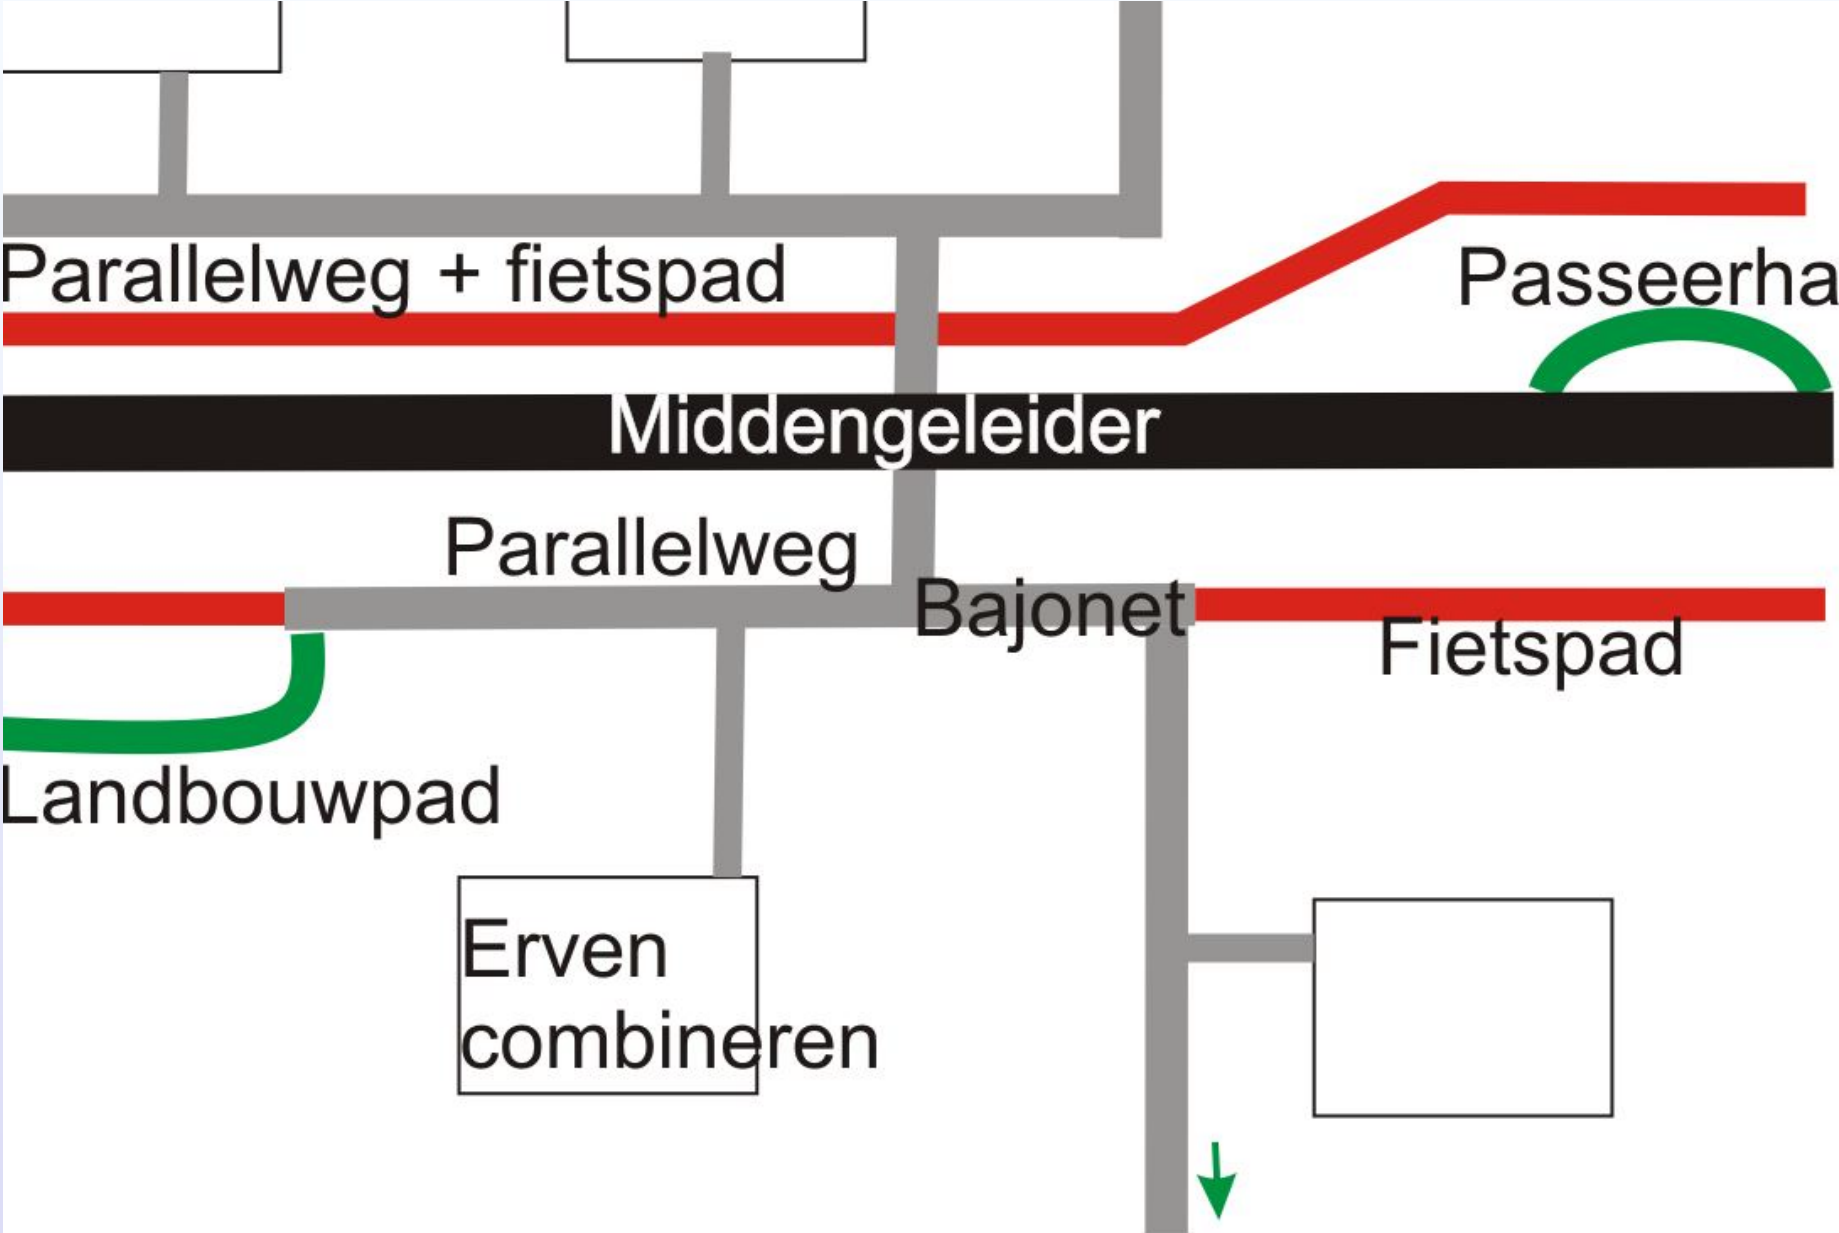 Parallelweg + fietspad
Passeerha
Middengeleider
Parallelweg
Bajonet
Fietspad
Landbouwpad
Erven
combineren